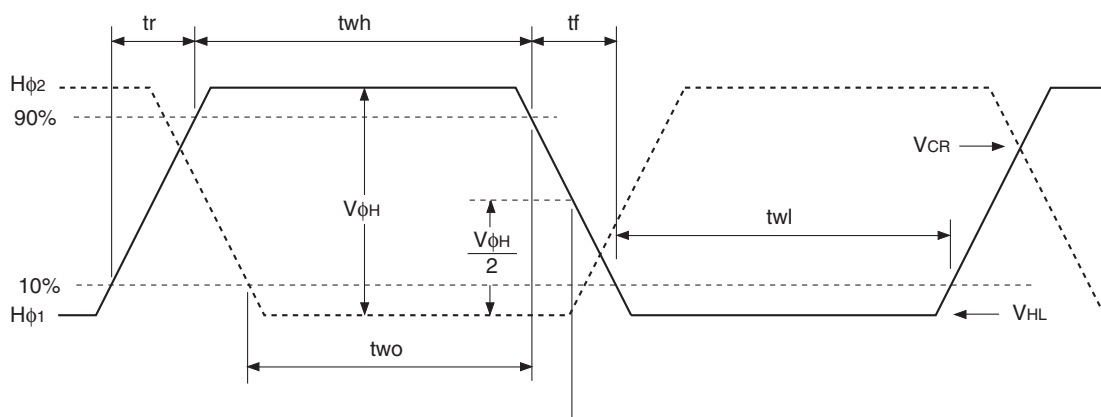 tr
twh
tf
Hϕ2
90%
VCR
VϕH
VϕH
2
twl
10%
Hϕ1
VHL
two